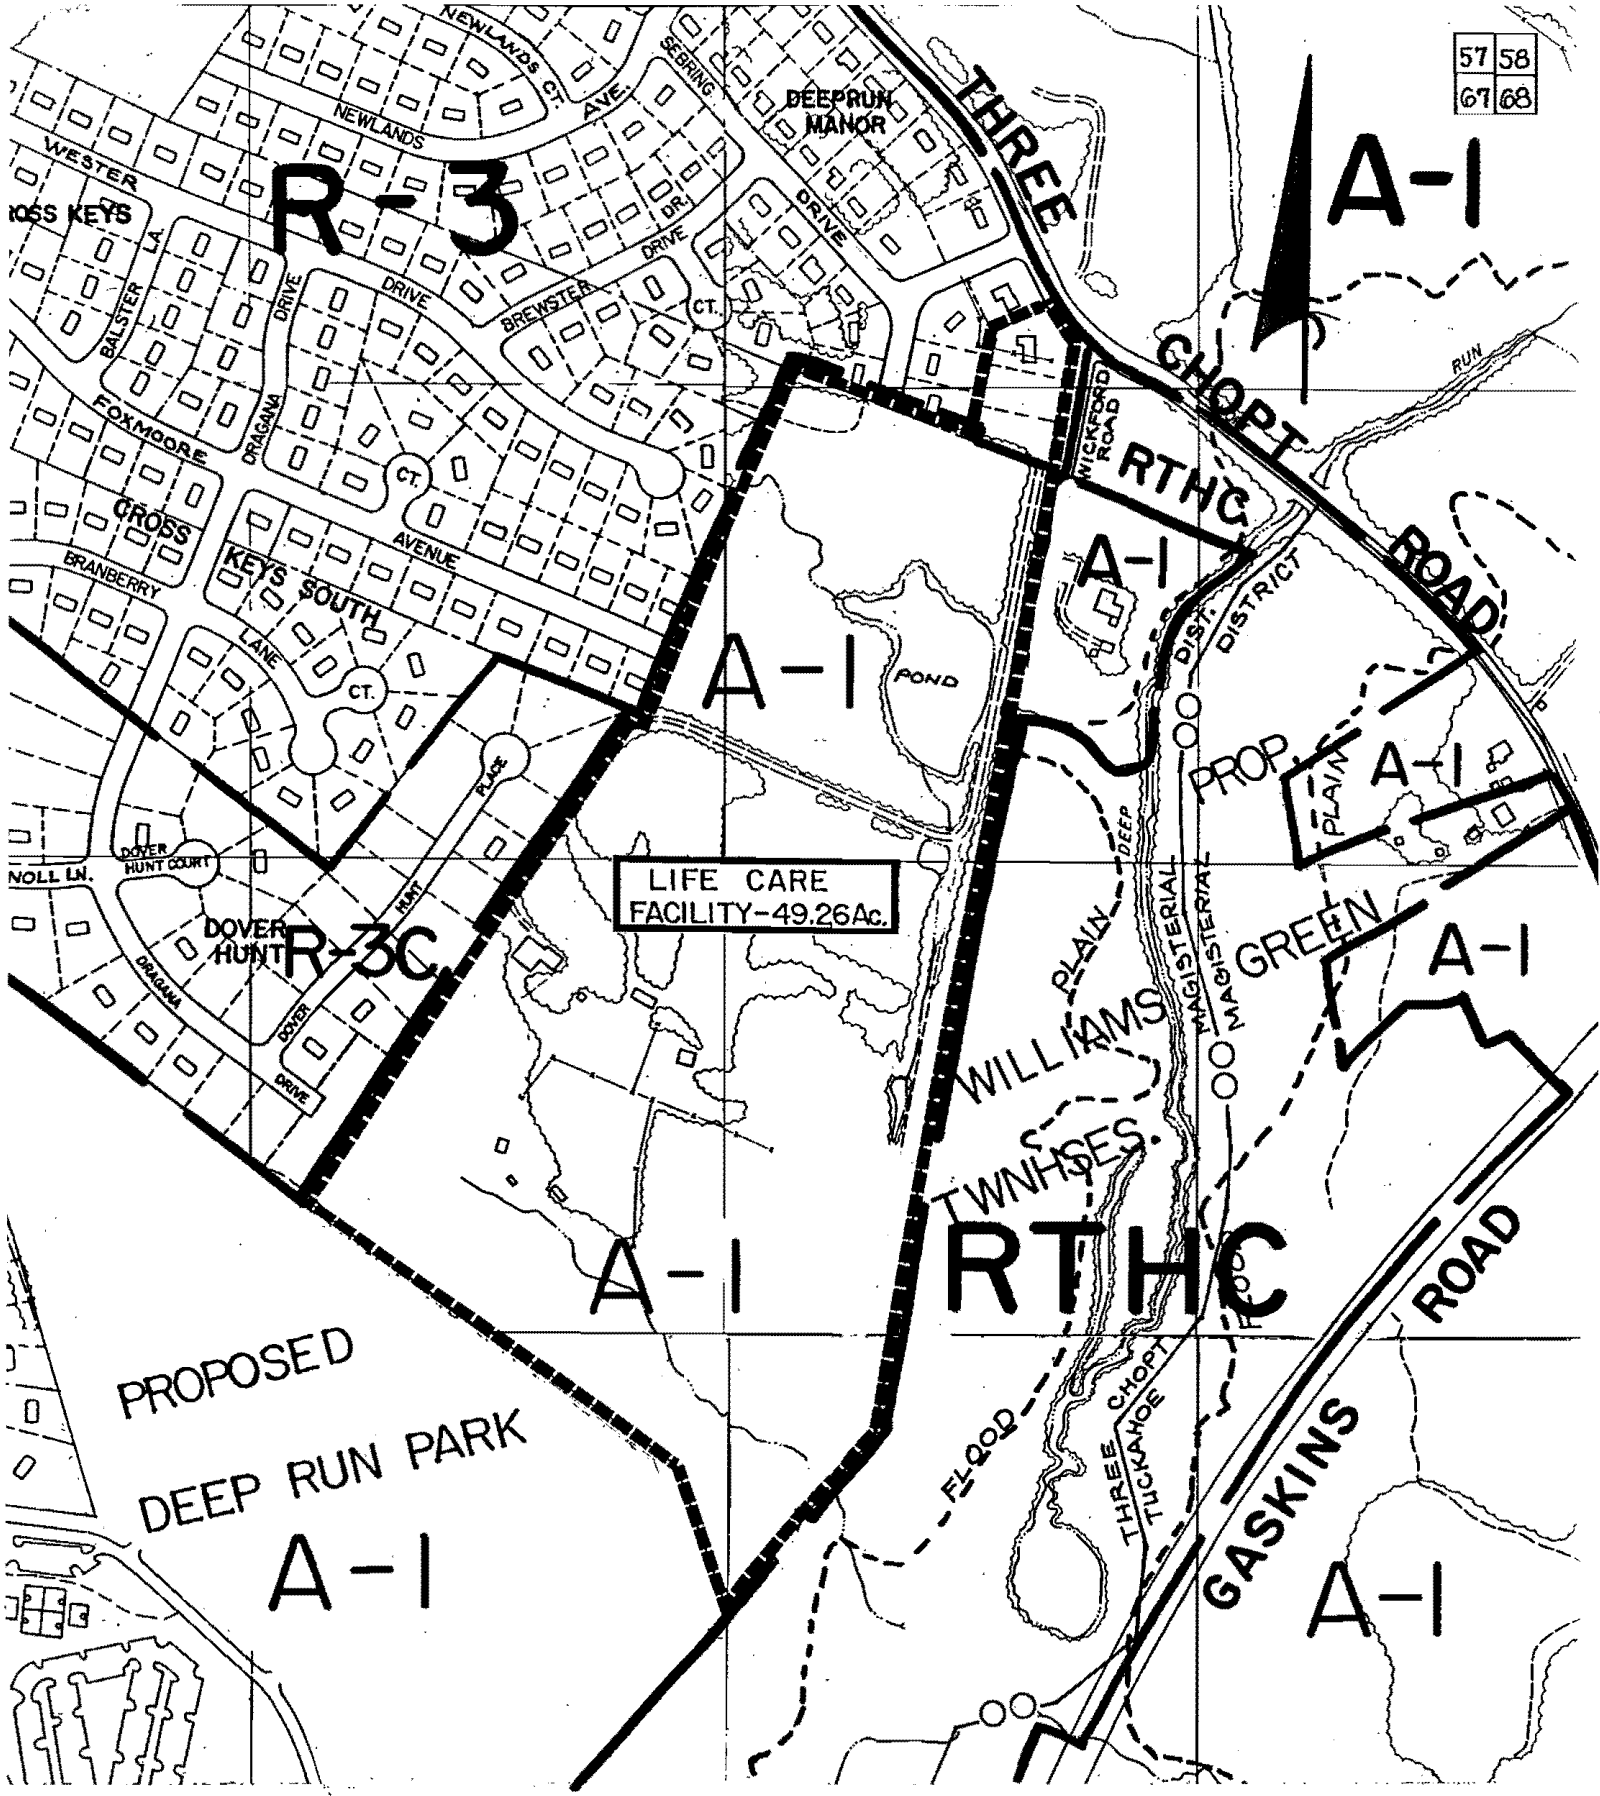 NEWLANDS CT.
SEBRING
57 58
67 68
DEEPRUN
MANOR
THREE
NEWLANDS
AVE.
A-1
WESTER
R-3
ROSS KEYS
LA.
DR.
DRIVE
DRIVE
BALSTER
DRIVE
DRIVE
BREWSTER
CT.
CHOPT
RUN
WICKFORD
ROAD
FOXMOORE
DRAGANA
CT.
RTHC
CROSS
AVENUE
A-1
ROAD
BRANBERRY
KEYS SOUTH
DIST.
DISTRICT
LANE
CT.
A-1
POND
PLACE
PROP.
PLAIN
A-1
DEEP
DOVER
HUNT COURT
NOLL LN.
LIFE CARE
FACILITY-49.26Ac.
HUNT
MAGISTERIAL
MAGISTERIAL
DOVER
HUNT
R-3C
PLAIN
GREEN
A-1
DRAGANA
DOVER
WILLIAMS
DRIVE
TWNHSES.
A-1
RTHC
FLOOD
ROAD
PROPOSED
CHOPT
DEEP RUN PARK
FLOOD
THREE
TUCKAHOE
GASKINS
A-1
A-1